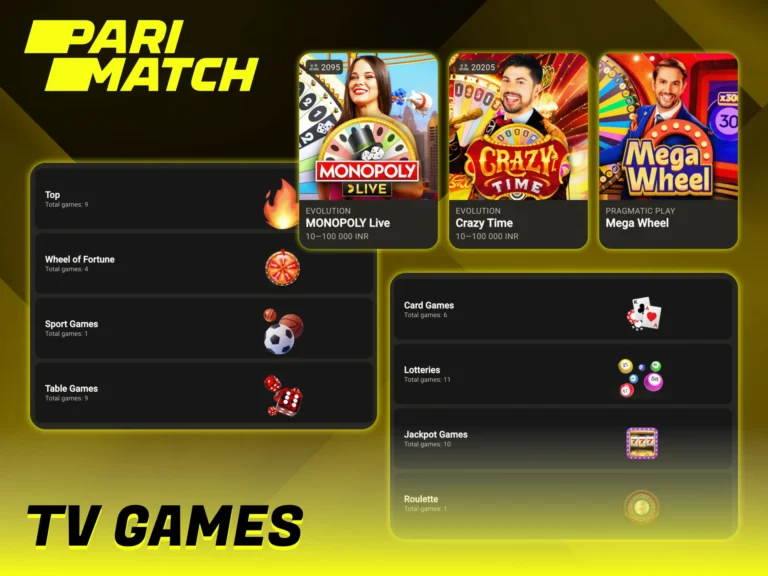 PARI
MATCH
Top
Total games: 9
Wheel of Fortune
Total games: 4
Sport Games
Total games: 1
Table Games
Total games: 9
2095
MONOPOLY
LIVE
EVOLUTION
MONOPOLY Live
10—100 000 INR
20205
CRAZY
TIME
EVOLUTION
Crazy Time
10—100 000 INR
x300
30
Mega
Wheel
PRAGMATIC PLAY
Mega Wheel
Card Games
Total games: 6
Lotteries
Total games: 11
Jackpot Games
Total games: 10
Roulette
Total games: 1
TV GAMES